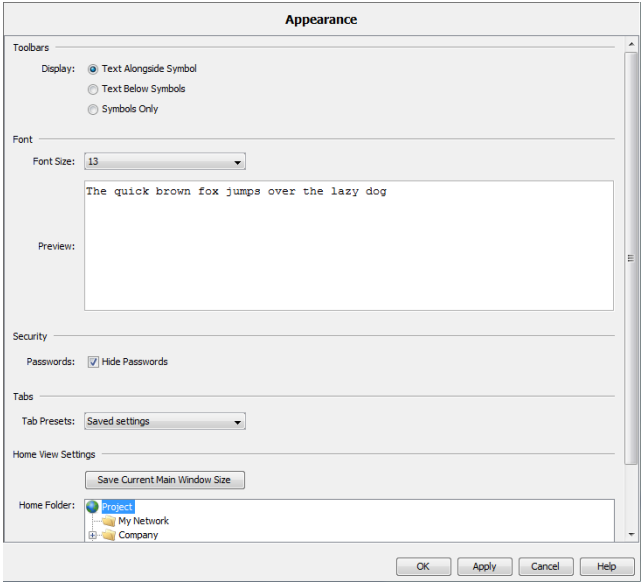 Appearance
Toolbars
Display: Text Alongside Symbol
Text Below Symbols
Symbols Only
Font
Font Size: 13
The quick brown fox jumps over the lazy dog
Preview:
Security
Passwords: Hide Passwords
Tabs
Tab Presets: Saved settings
Home View Settings
Save Current Main Window Size
Home Folder: Project
My Network
Company
OK Apply Cancel Help